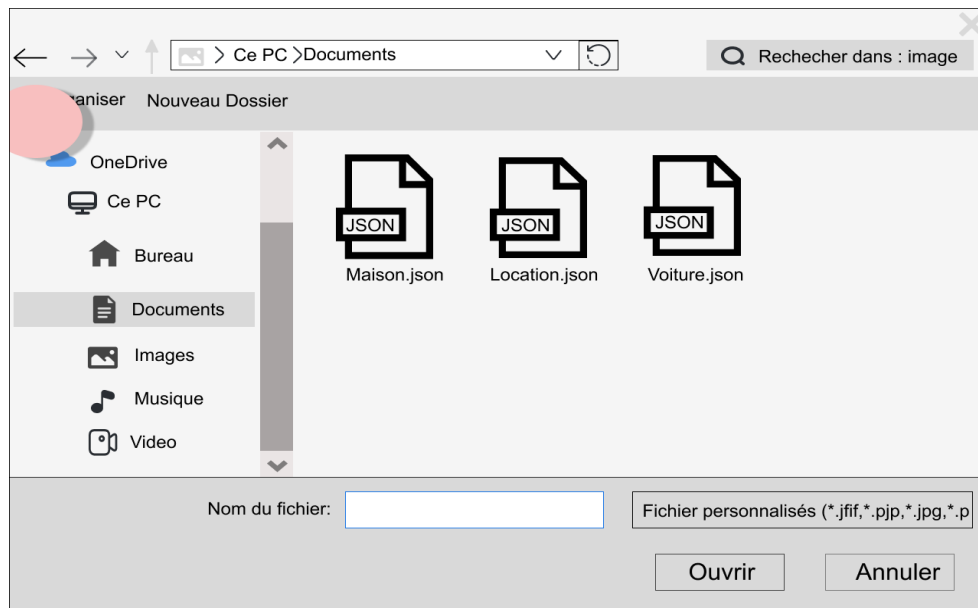 Ce PC Documents
Rechecher dans : image
Nouveau Dossier
OneDrive
Ce PC
Bureau
Documents
Images
Musique
Video
JSON
JSON
JSON
Maison.json
Location.json
Voiture.json
Nom du fichier:
Fichier personnalisés (*.jfif,*.pjp,*.jpg,*.p
Ouvrir
Annuler